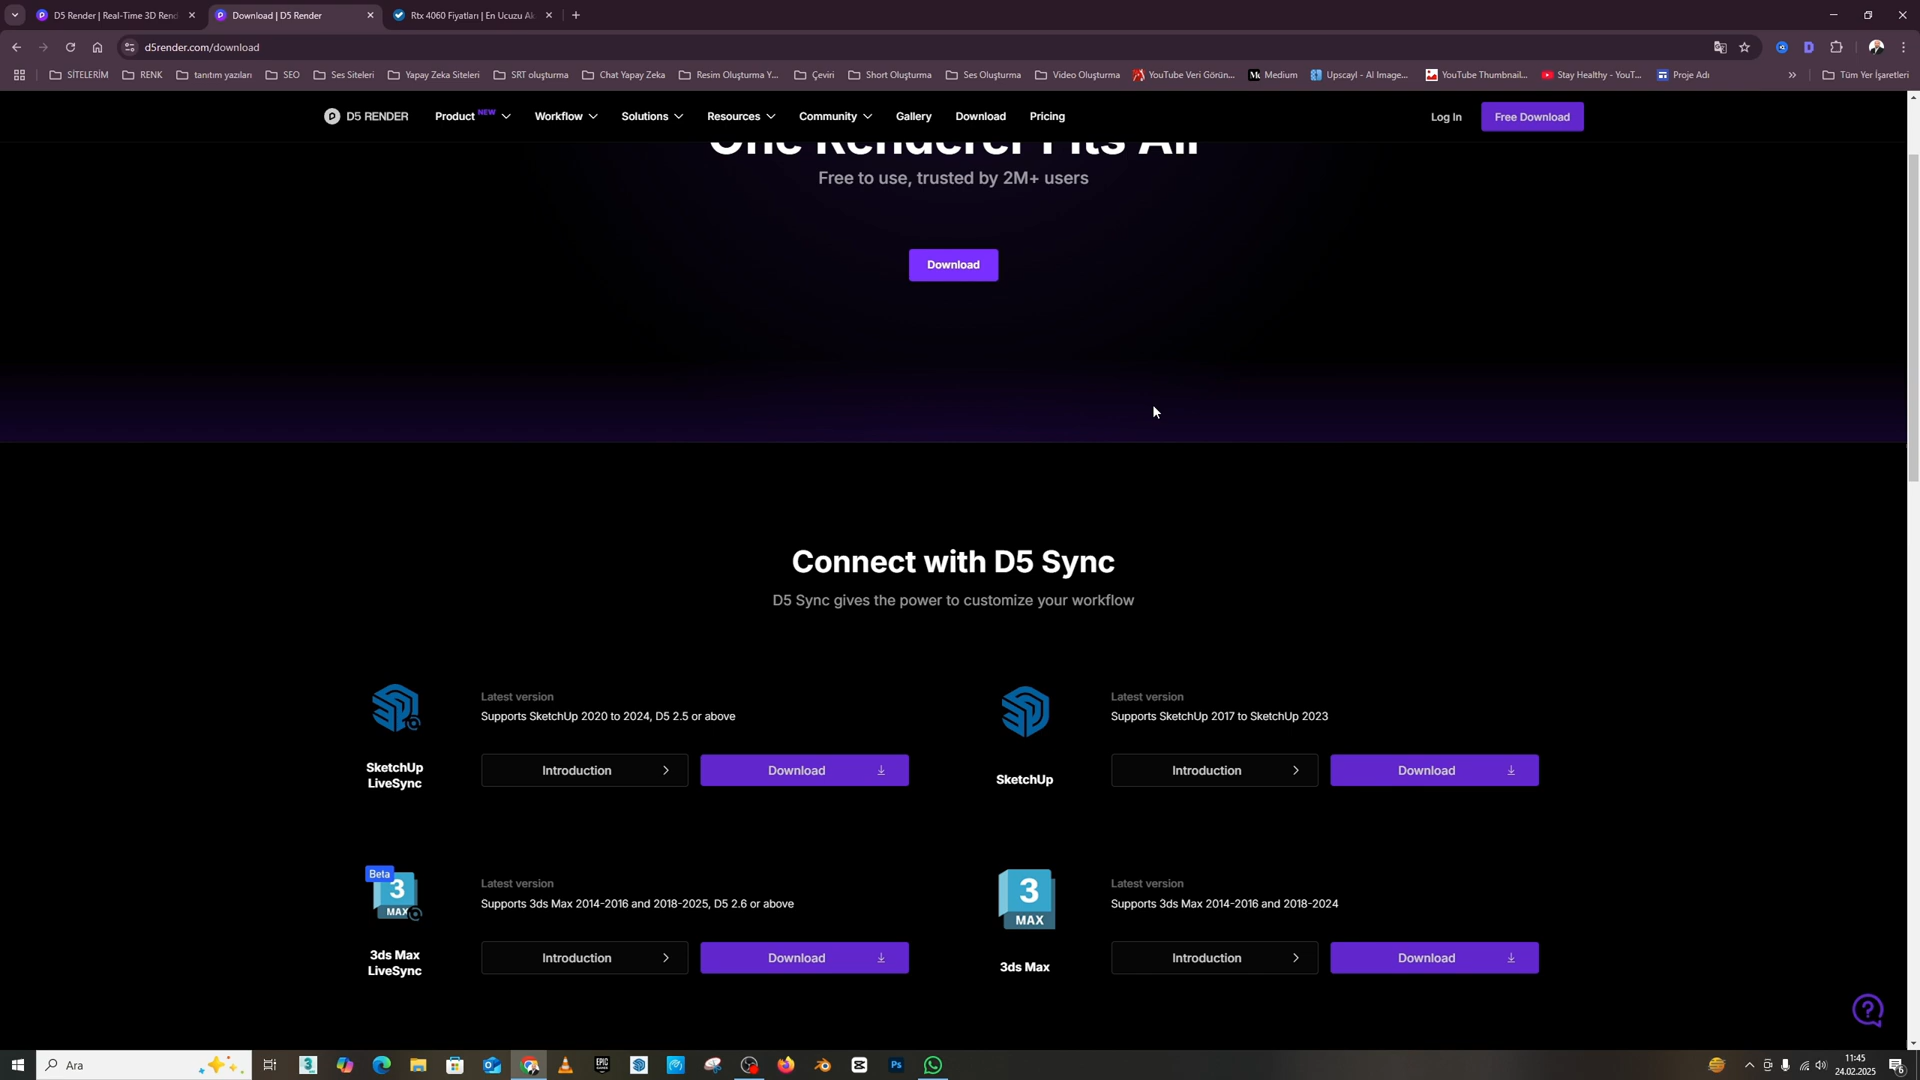 D5 Render | Real-Time 3D Rend
Download | D5 Render
Rtx 4060 Fiyatları | En Ucuzu Ak
d5render.com/download
SİTELERİM
RENK
tanıtım yazıları
SEO
Ses Siteleri
Yapay Zeka Siteleri
SRT oluşturma
Chat Yapay Zeka
Resim Oluşturma Y...
Çeviri
Short Oluşturma
Ses Oluşturma
Video Oluşturma
YouTube Veri Görün...
Medium
Upscayl - AI Image...
YouTube Thumbnail...
Stay Healthy - YouT...
Proje Adı
Tüm Yer İşaretleri
D5 RENDER
Product NEW
Workflow
Solutions
Resources
Community
Gallery
Download
Pricing
Log In
Free Download
One Renderer Fits All
Free to use, trusted by 2M+ users
Download
Connect with D5 Sync
D5 Sync gives the power to customize your workflow
Latest version
Supports SketchUp 2020 to 2024, D5 2.5 or above
SketchUp
LiveSync
Introduction
Download
Latest version
Supports SketchUp 2017 to SketchUp 2023
SketchUp
Introduction
Download
Beta
3
MAX
Latest version
Supports 3ds Max 2014-2016 and 2018-2025, D5 2.6 or above
3ds Max
LiveSync
Introduction
Download
3
MAX
Latest version
Supports 3ds Max 2014-2016 and 2018-2024
3ds Max
Introduction
Download
Ara
11:45
24.02.2025